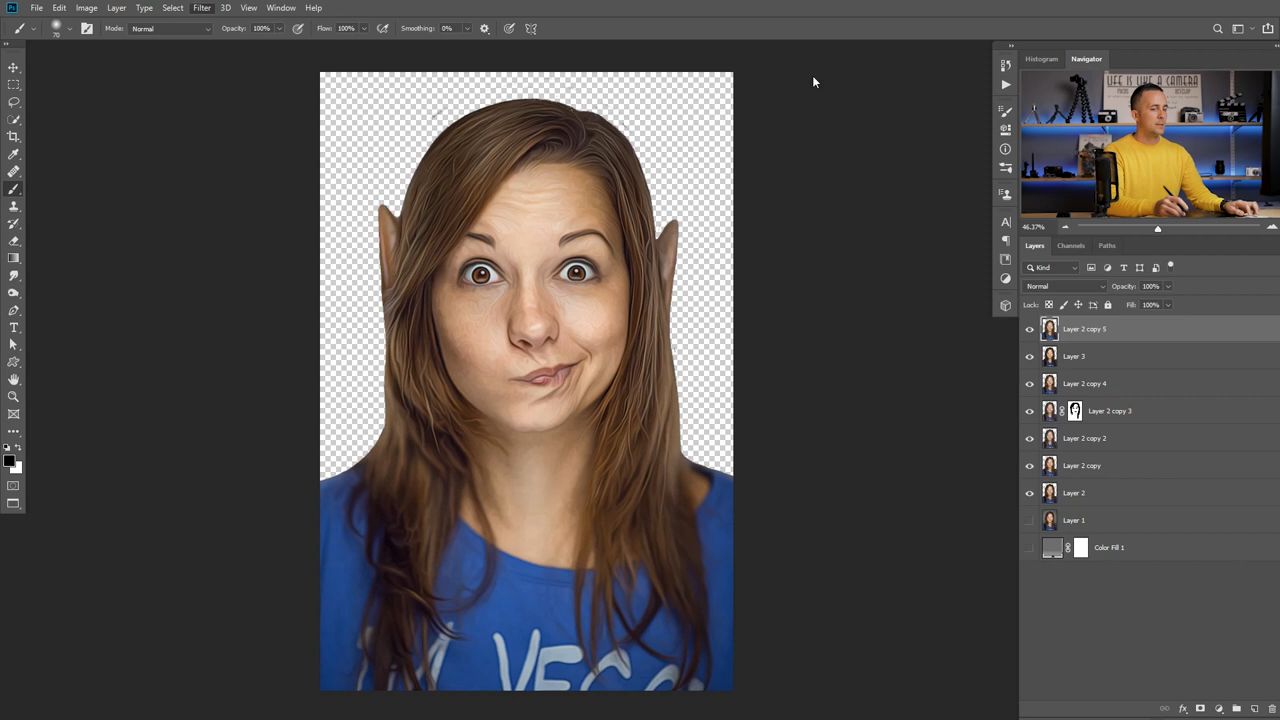 Ps File Edit Image Layer Type Select Filter 3D View Window Help
70 Mode: Normal Opacity: 100% Flow: 100% Smoothing: 0%
Histogram Navigator
LIFE IS LIKE A CAMERA
46.37%
Layers Channels Paths
Kind
Normal Opacity: 100%
Lock: Fill: 100%
Layer 2 copy 5
Layer 3
Layer 2 copy 4
Layer 2 copy 3
Layer 2 copy 2
Layer 2 copy
Layer 2
Layer 1
Color Fill 1